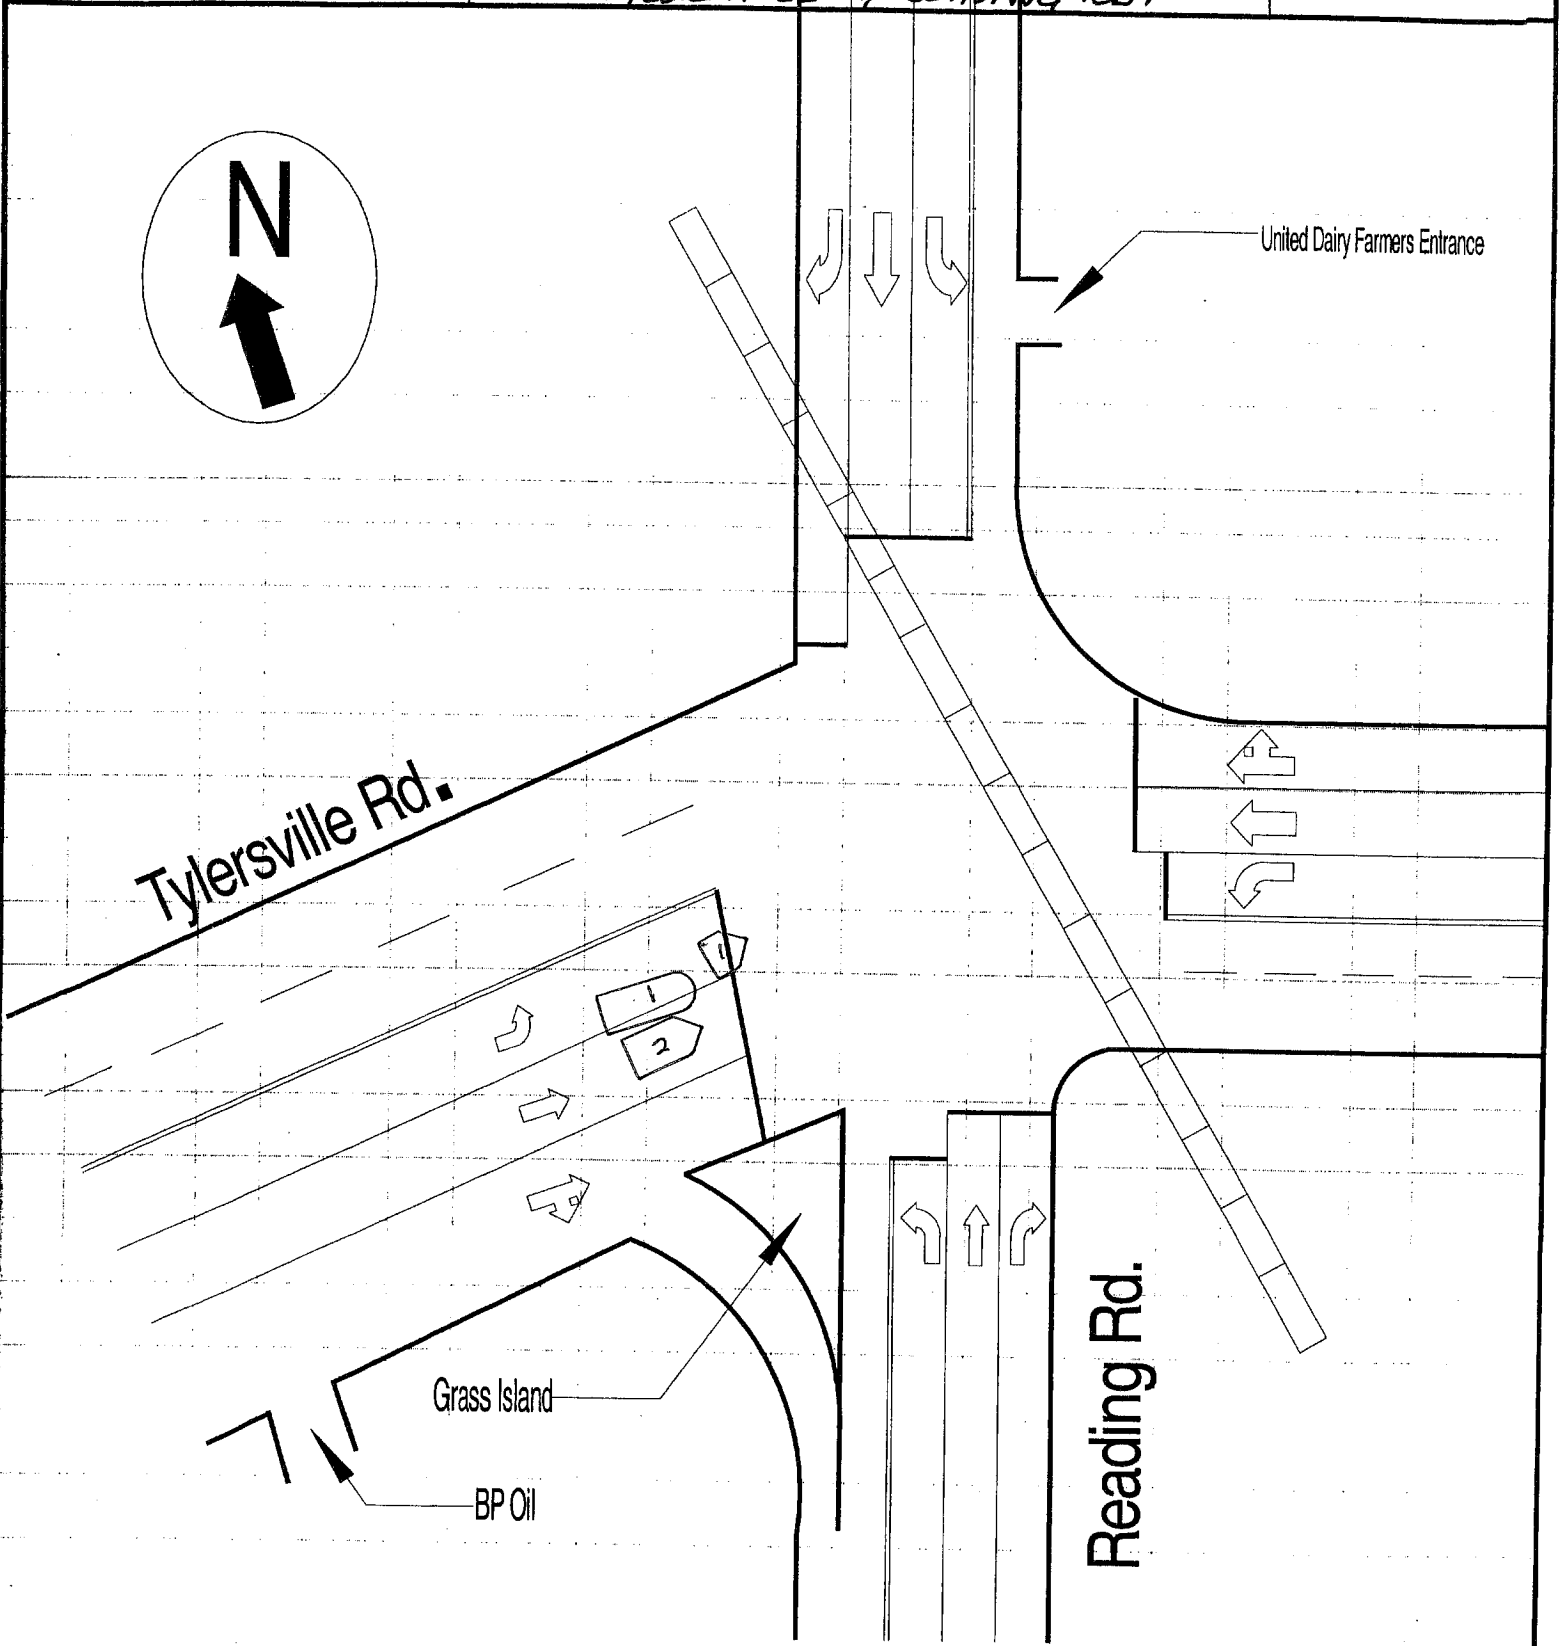 N
United Dairy Farmers Entrance
Tylersville Rd.
1
1
2
Grass Island
BP Oil
Reading Rd.